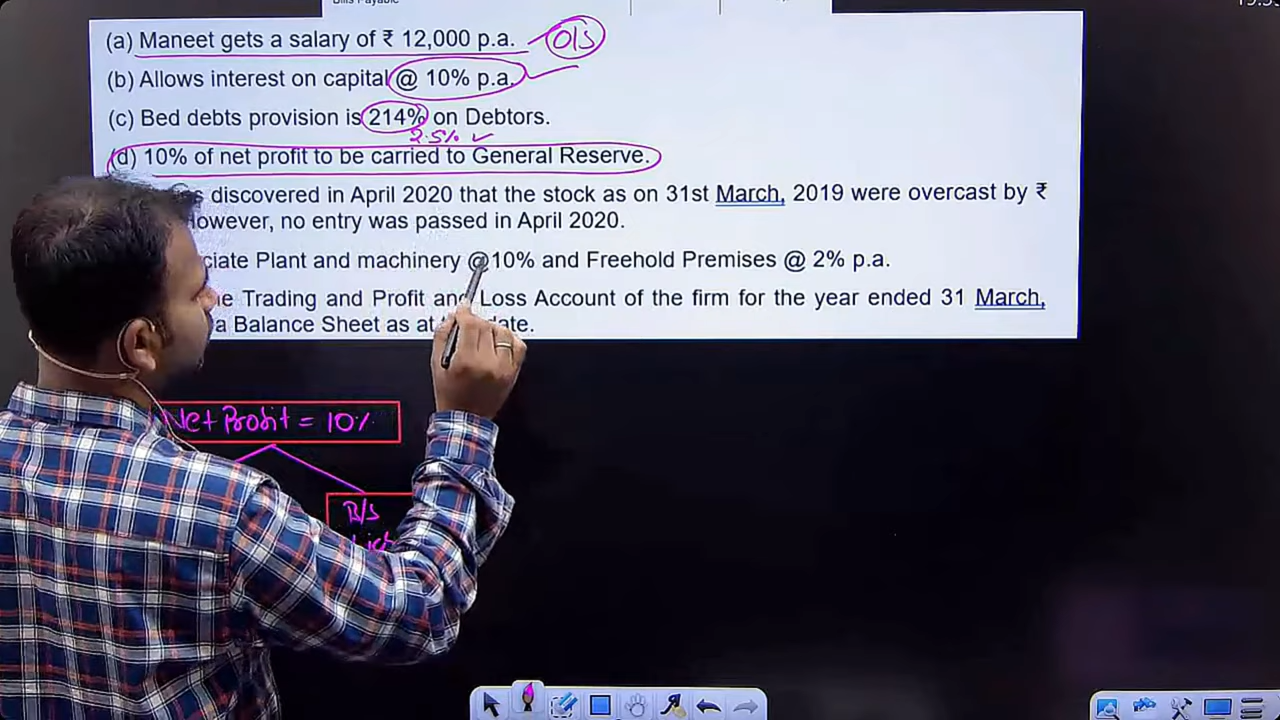 Bills Payable
(a) Maneet gets a salary of ₹ 12,000 p.a. O/S
(b) Allows interest on capital @ 10% p.a.
(c) Bed debts provision is 214% on Debtors.
2.5%
(d) 10% of net profit to be carried to General Reserve.
discovered in April 2020 that the stock as on 31st March, 2019 were overcast by ₹
However, no entry was passed in April 2020.
ciate Plant and machinery @10% and Freehold Premises @ 2% p.a.
Trading and Profit and Loss Account of the firm for the year ended 31 March,
a Balance Sheet as at date.
Net Profit = 10%
B/S